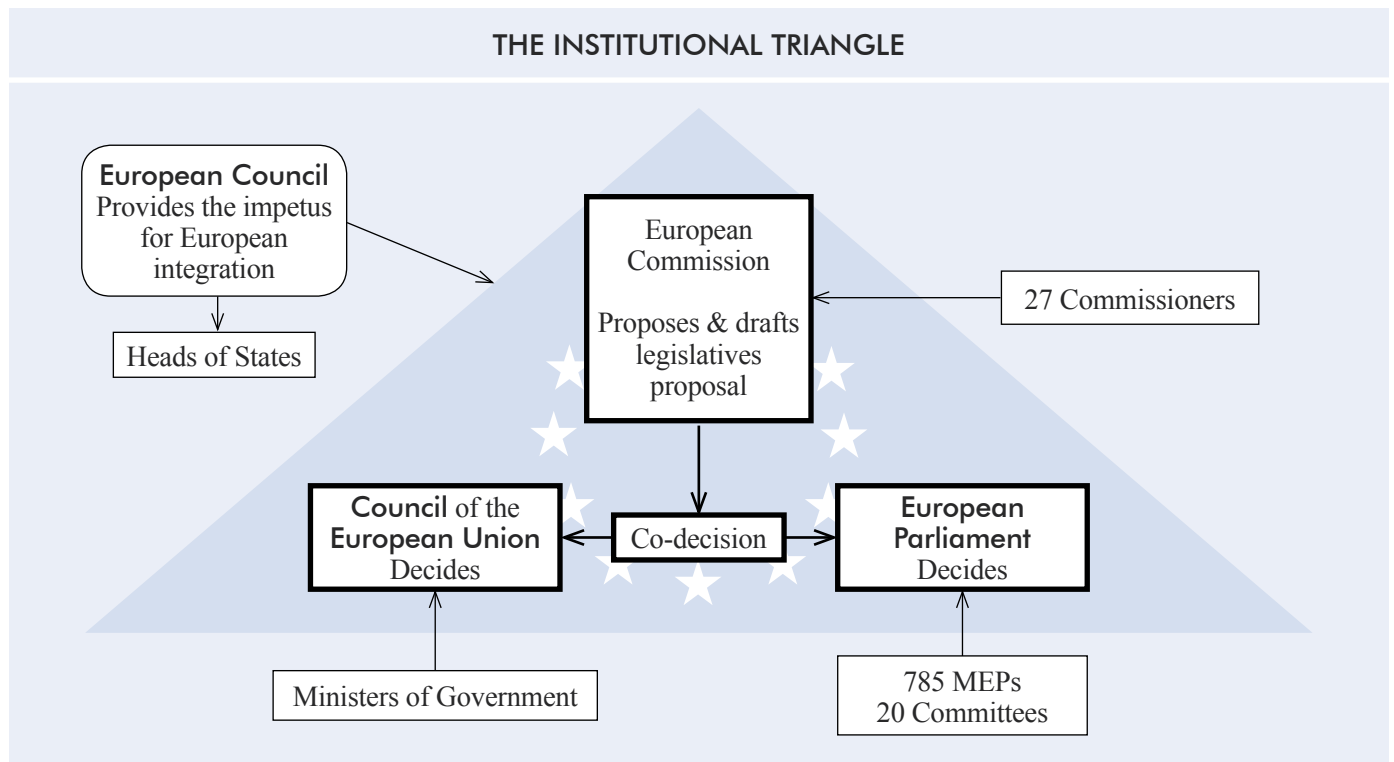 THE INSTITUTIONAL TRIANGLE
European Council
Provides the impetus
for European
integration
Heads of States
European
Commission
Proposes & drafts
legislatives
proposal
27 Commissioners
Council of the
European Union
Decides
Co-decision
European
Parliament
Decides
Ministers of Government
785 MEPs
20 Committees